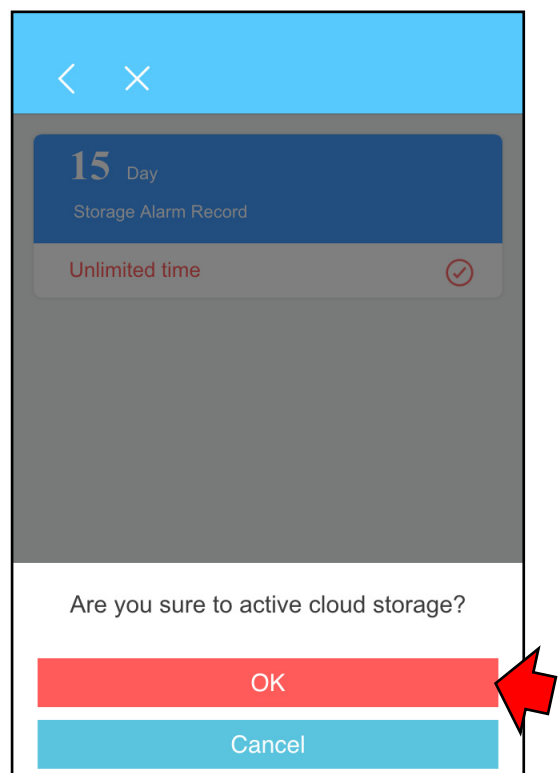 15 Day
Storage Alarm Record
Unlimited time
Are you sure to active cloud storage?
OK
Cancel